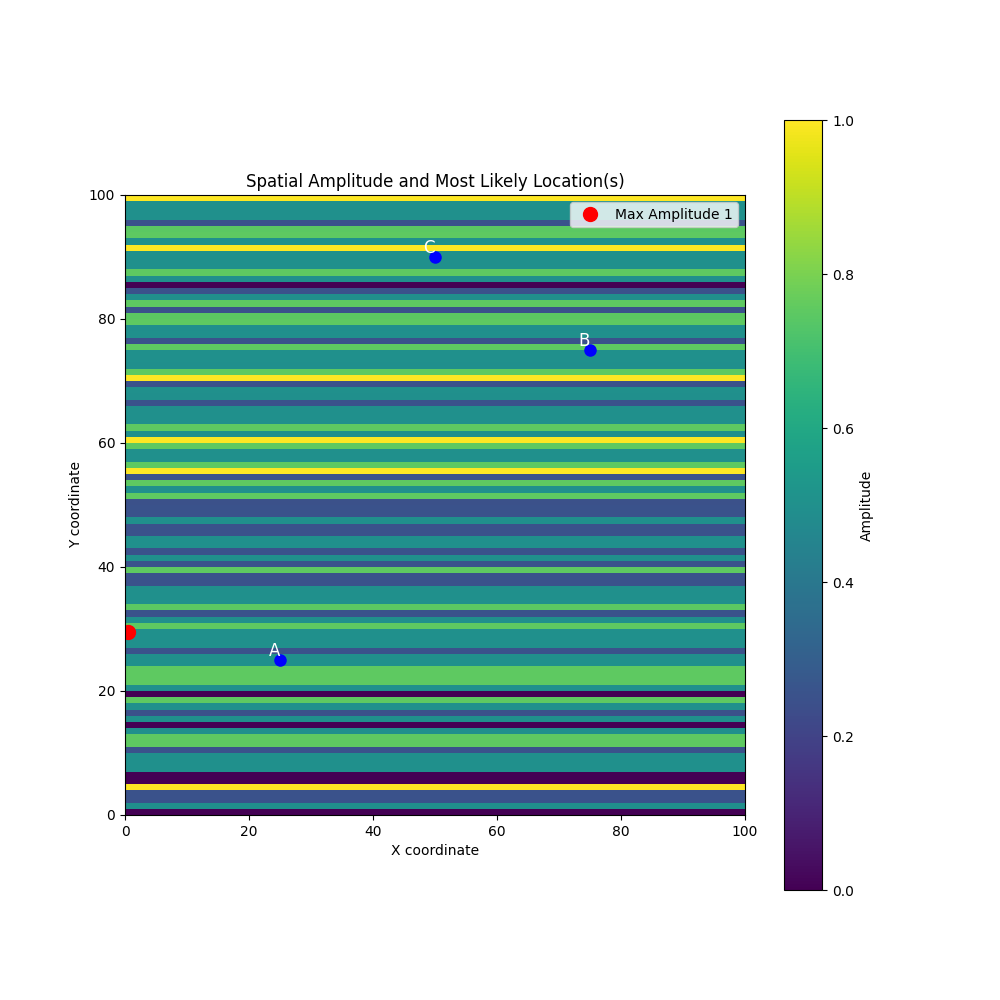 Spatial Amplitude and Most Likely Location(s)
Max Amplitude 1
C
B
A
Y coordinate
100
80
60
40
20
0
0 20 40 60 80 100
X coordinate
1.0
0.8
0.6
0.4
0.2
0.0
Amplitude